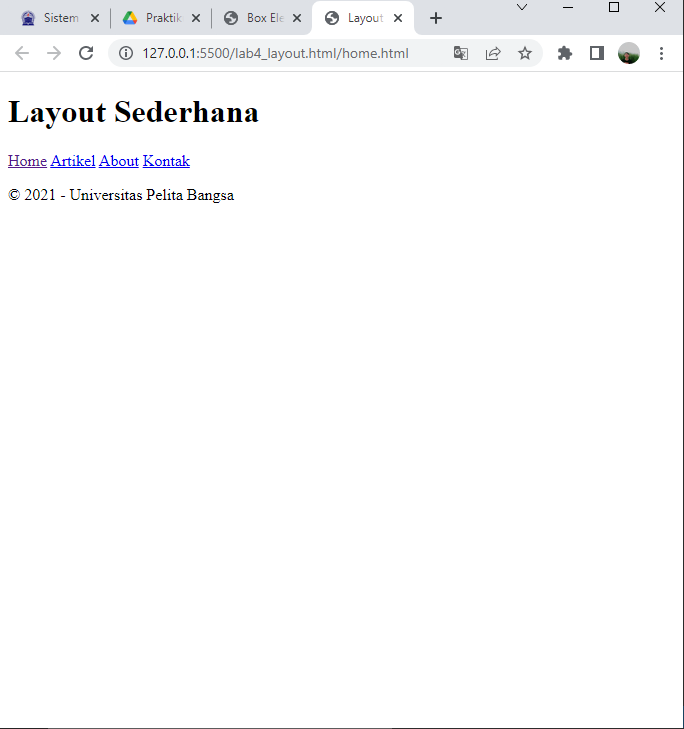 Sistem
Praktik
Box Ele
Layout
127.0.0.1:5500/lab4_layout.html/home.html
Layout Sederhana
Home Artikel About Kontak
© 2021 - Universitas Pelita Bangsa